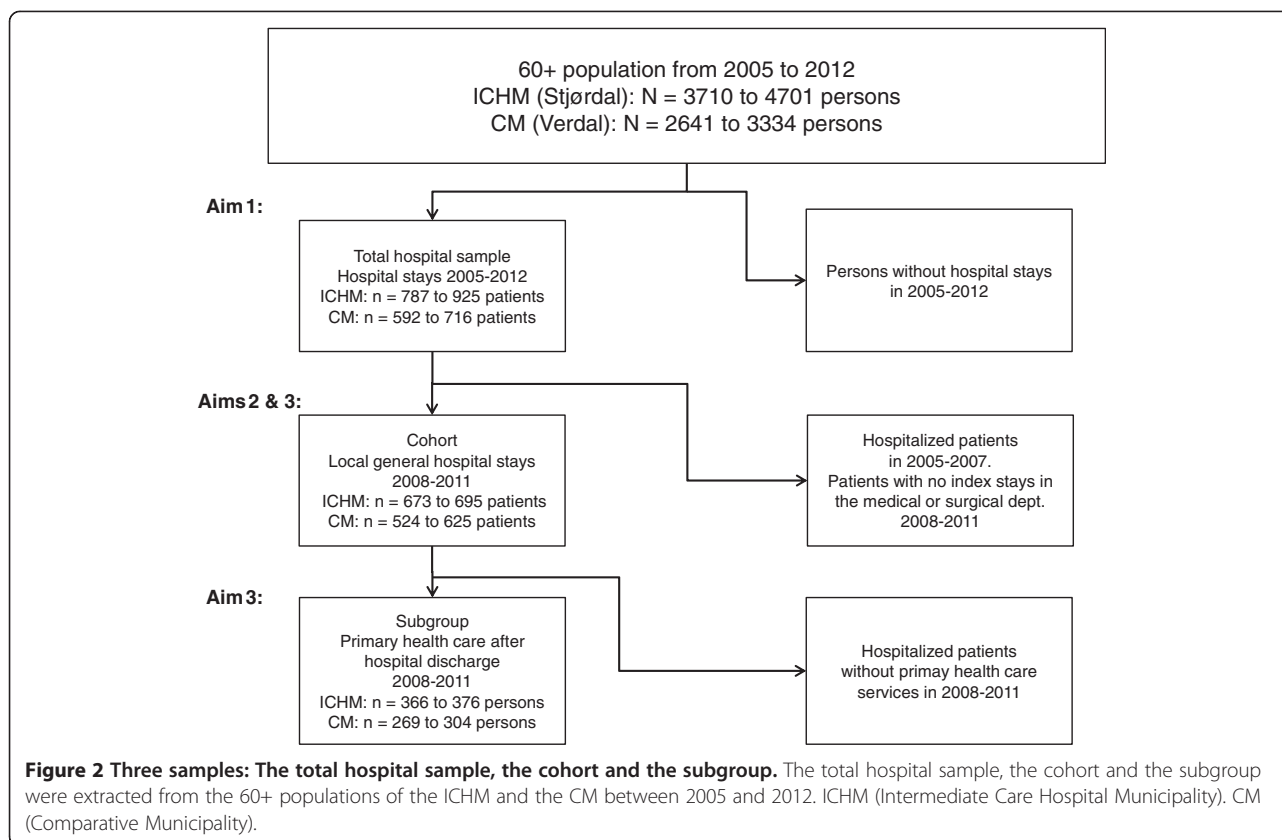 60+ population from 2005 to 2012
ICHM (Stjørdal): N = 3710 to 4701 persons
CM (Verdal): N = 2641 to 3334 persons
Aim 1:
Total hospital sample
Hospital stays 2005-2012
ICHM: n = 787 to 925 patients
CM: n = 592 to 716 patients
Persons without hospital stays
in 2005-2012
Aims 2 & 3:
Cohort
Local general hospital stays
2008-2011
ICHM: n = 673 to 695 patients
CM: n = 524 to 625 patients
Hospitalized patients
in 2005-2007.
Patients with no index stays in
the medical or surgical dept.
2008-2011
Aim 3:
Subgroup
Primary health care after
hospital discharge
2008-2011
ICHM: n = 366 to 376 persons
CM: n = 269 to 304 persons
Hospitalized patients
without primay health care
services in 2008-2011
Figure 2 Three samples: The total hospital sample, the cohort and the subgroup. The total hospital sample, the cohort and the subgroup
were extracted from the 60+ populations of the ICHM and the CM between 2005 and 2012. ICHM (Intermediate Care Hospital Municipality). CM
(Comparative Municipality).